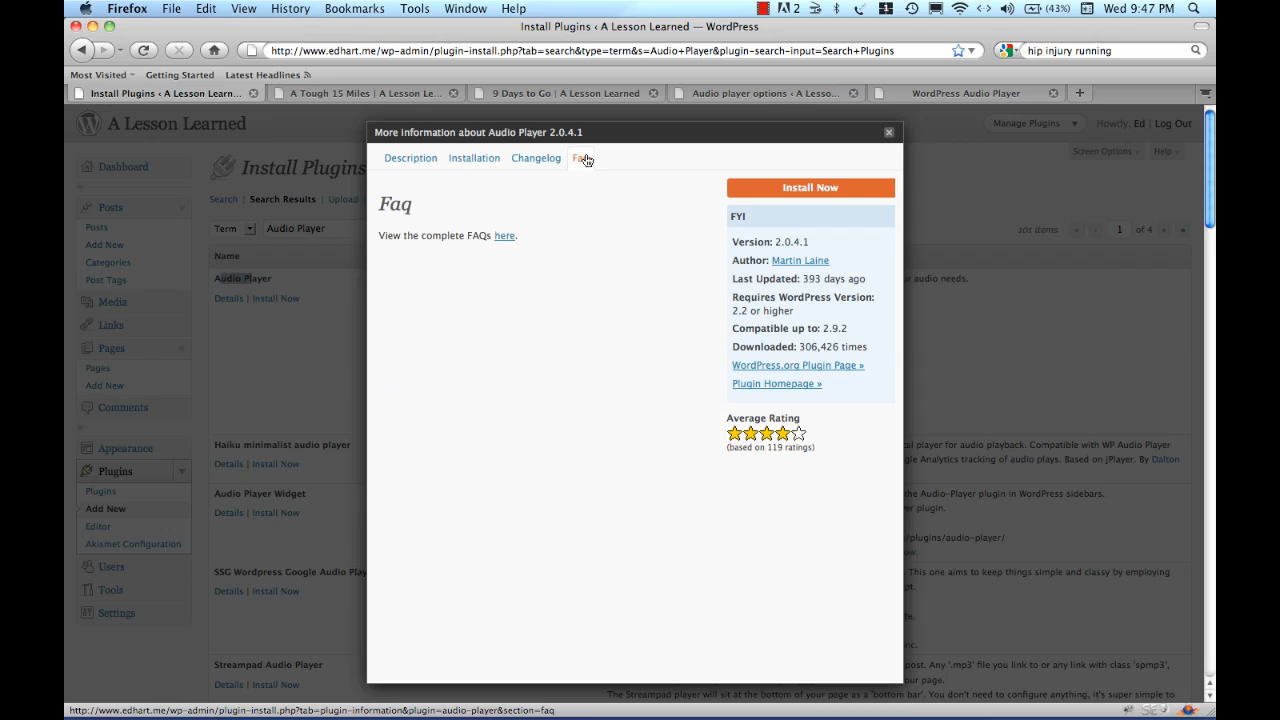 Firefox File Edit View History Bookmarks Tools Window Help 2 1 (43%) Wed 9:47 PM
Install Plugins ‹ A Lesson Learned — WordPress
http://www.edhart.me/wp-admin/plugin-install.php?tab=search&type=term&s=Audio+Player&plugin-search-input=Search+Plugins hip injury running
Most Visited Getting Started Latest Headlines
Install Plugins ‹ A Lesson Learn... A Tough 15 Miles | A Lesson Le... 9 Days to Go | A Lesson Learned Audio player options ‹ A Lesso... WordPress Audio Player
A Lesson Learned Manage Plugins Howdy, Ed | Log Out
More information about Audio Player 2.0.4.1
Screen Options Help
Description Installation Changelog
Dashboard
Install Plugins
Install Now
Search | Search Results | Upload
Posts
FYI
Faq
Posts
Term Audio Player
101 items « ‹ 1 of 4 › »
View the complete FAQs here.
Version: 2.0.4.1
Add New
Name
Author: Martin Laine
Categories
Audio Player
Last Updated: 393 days ago
ur audio needs.
Post Tags
Details | Install Now
Requires WordPress Version:
2.2 or higher
Media
Links
Compatible up to: 2.9.2
Pages
Downloaded: 306,426 times
Pages
WordPress.org Plugin Page »
Add New
Plugin Homepage »
Comments
Average Rating
(based on 119 ratings)
Appearance
Haiku minimalist audio player
al player for audio playback. Compatible with WP Audio Player
Details | Install Now
gle Analytics tracking of audio plays. Based on jPlayer. By Dalton
Plugins
Plugins
Audio Player Widget
the Audio-Player plugin in WordPress sidebars.
Add New
Details | Install Now
er plugin.
Editor
Akismet Configuration
/plugins/audio-player/
ow.
Users
SSG Wordpress Google Audio Play
This one aims to keep things simple and classy by employing
Tools
Details | Install Now
te.
Settings
Streampad Audio Player
post. Any '.mp3' file you link to or any link with class 'spmp3',
Details | Install Now
your page.
The Streampad player will sit at the bottom of your page as a 'bottom bar'. You don't need to configure anything, it's super simple to
http://www.edhart.me/wp-admin/plugin-install.php?tab=plugin-information&plugin=audio-player&section=faq